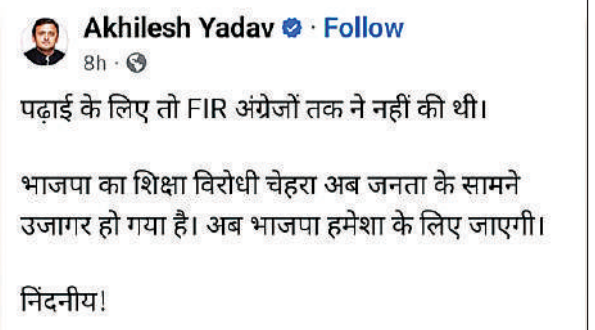 Akhilesh Yadav · Follow
8h ·
पढ़ाई के लिए तो FIR अंग्रेजों तक ने नहीं की थी।
भाजपा का शिक्षा विरोधी चेहरा अब जनता के सामने
उजागर हो गया है। अब भाजपा हमेशा के लिए जाएगी।
निंदनीय!